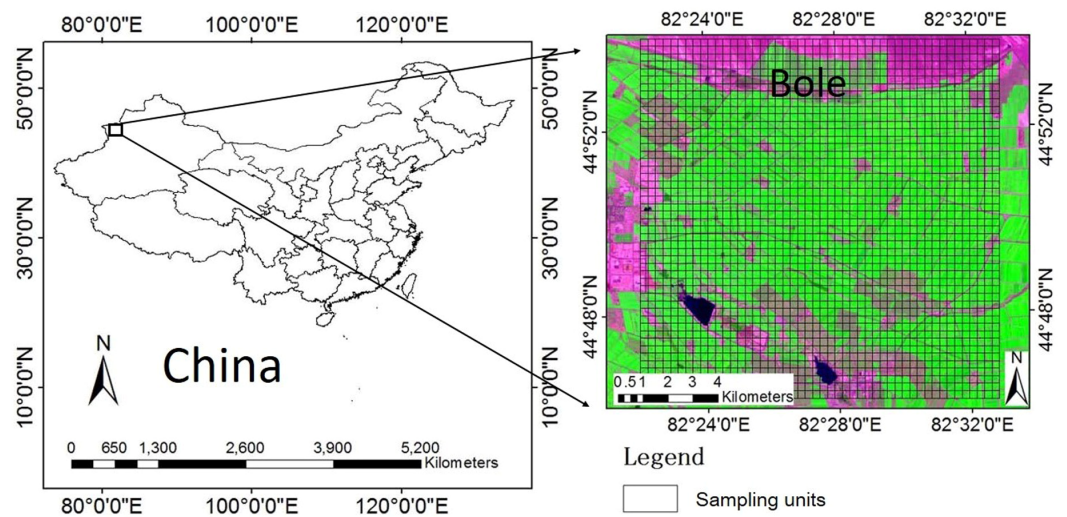 80°0'0"E 100°0'0"E 120°0'0"E
82°24'0"E 82°28'0"E 82°32'0"E
50°0'0"N
50°0'0"N
Bole
44°52'0"N
44°52'0"N
30°0'0"N
30°0'0"N
44°48'0"N
44°48'0"N
N
China
10°0'0"N
10°0'0"N
N
0.5 1 2 3 4
Kilometers
0 650 1,300 2,600 3,900 5,200
Kilometers
80°0'0"E 100°0'0"E 120°0'0"E
82°24'0"E 82°28'0"E 82°32'0"E
Legend
Sampling units